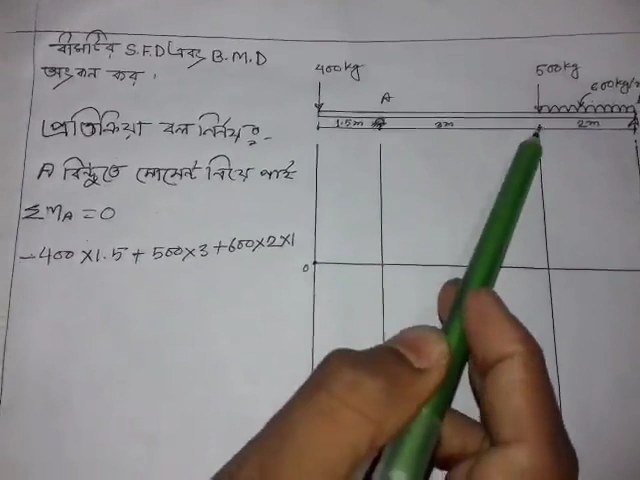 বীমটির S.F.D এবং B.M.D
অংকন কর।
প্রতিক্রিয়া বল নির্নয়ঃ-
A বিন্দুতে মোমেন্ট নিয়ে পাই
ΣMA = 0
-400 × 1.5 + 500 × 3 + 600 × 2 × 1
400kg
500kg
600kg/m
A
1.5m
3m
2m
0